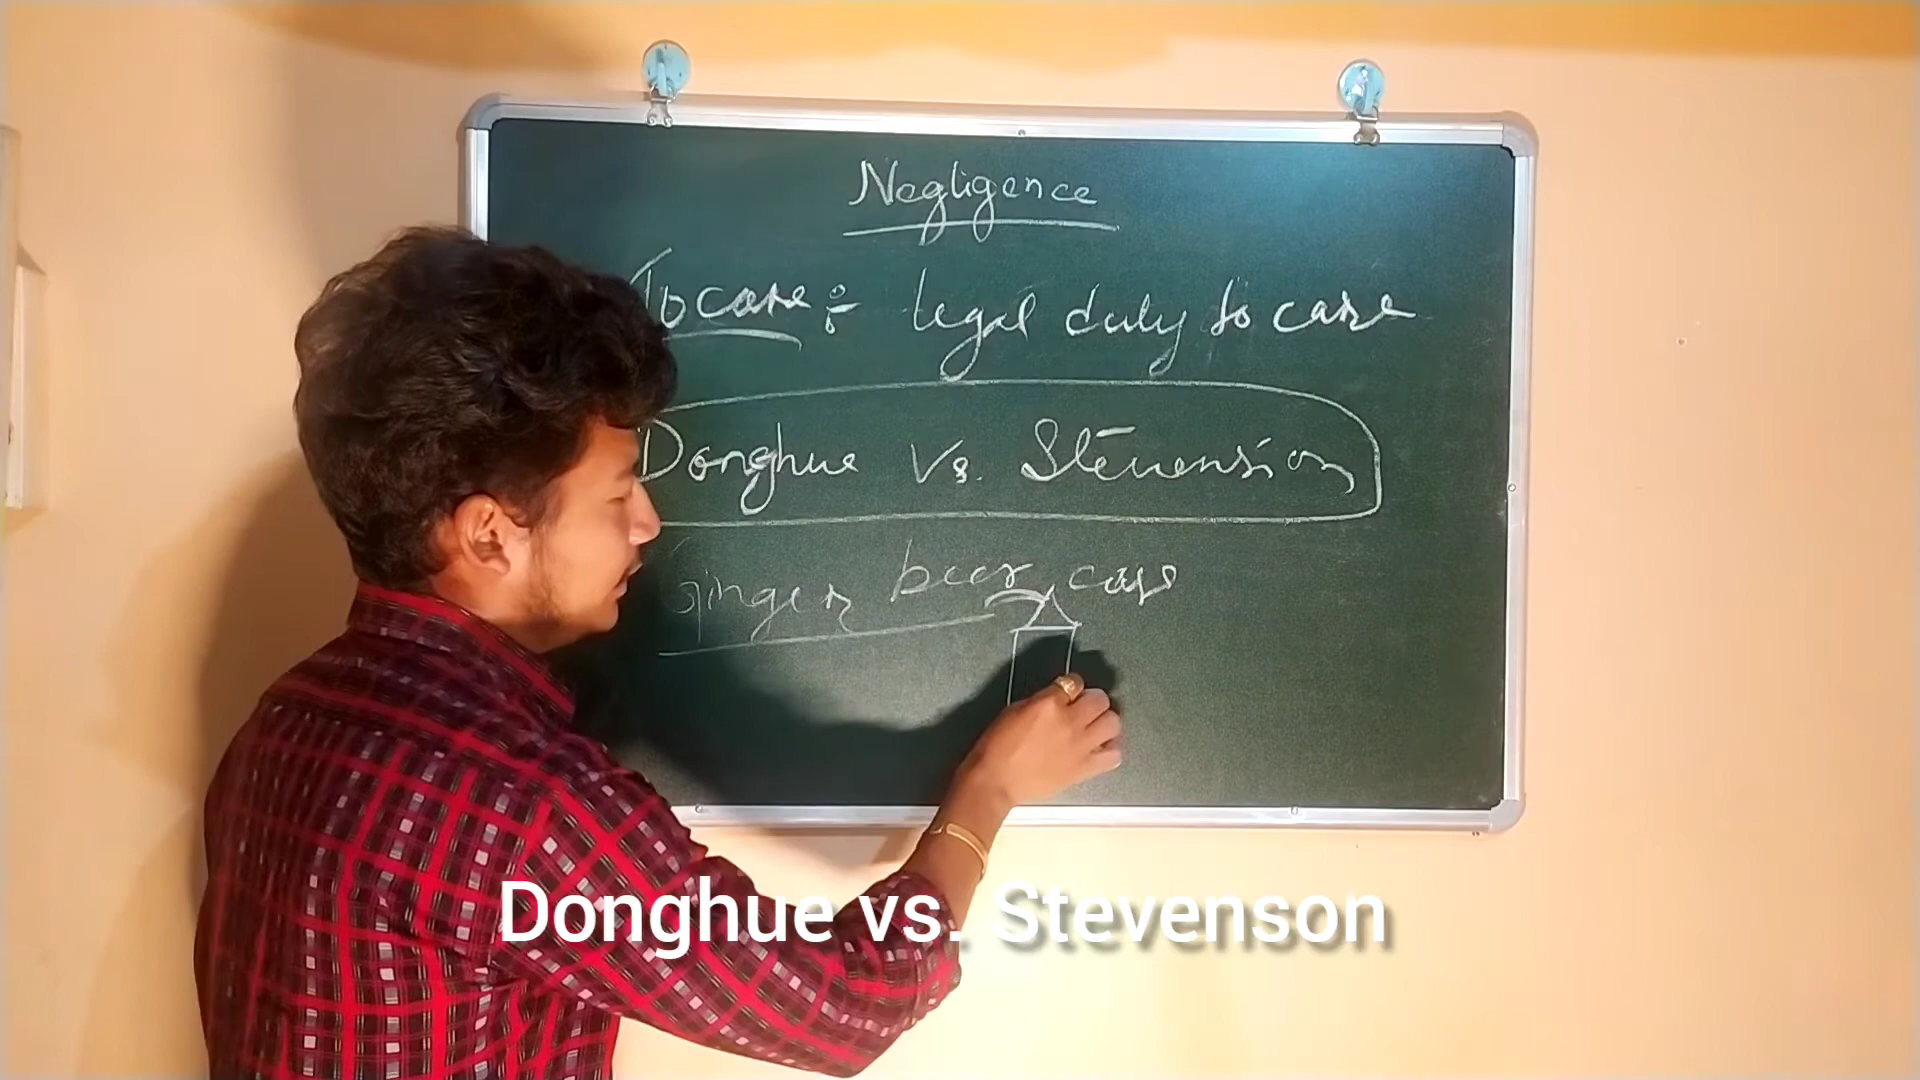 Negligence
To care :- legal duty to care
Donghue Vs. Stevension
Ginger beer case
Donghue vs. Stevenson